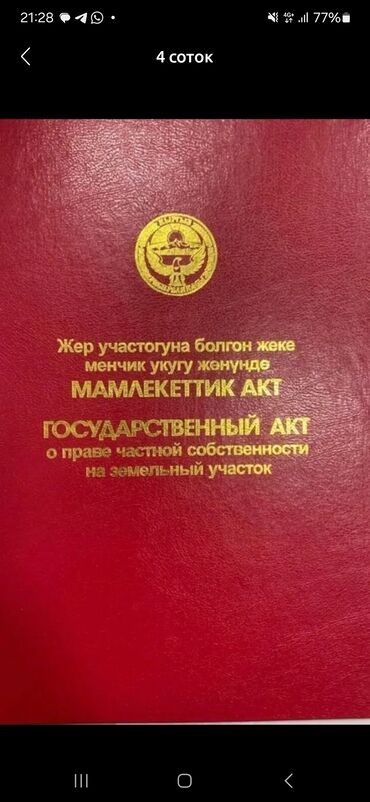 21:28
4G+
77%
4 соток
Жер участогуна болгон жеке
менчик укугу жөнүндө
МАМЛЕКЕТТИК АКТ
ГОСУДАРСТВЕННЫЙ АКТ
о праве частной собственности
на земельный участок